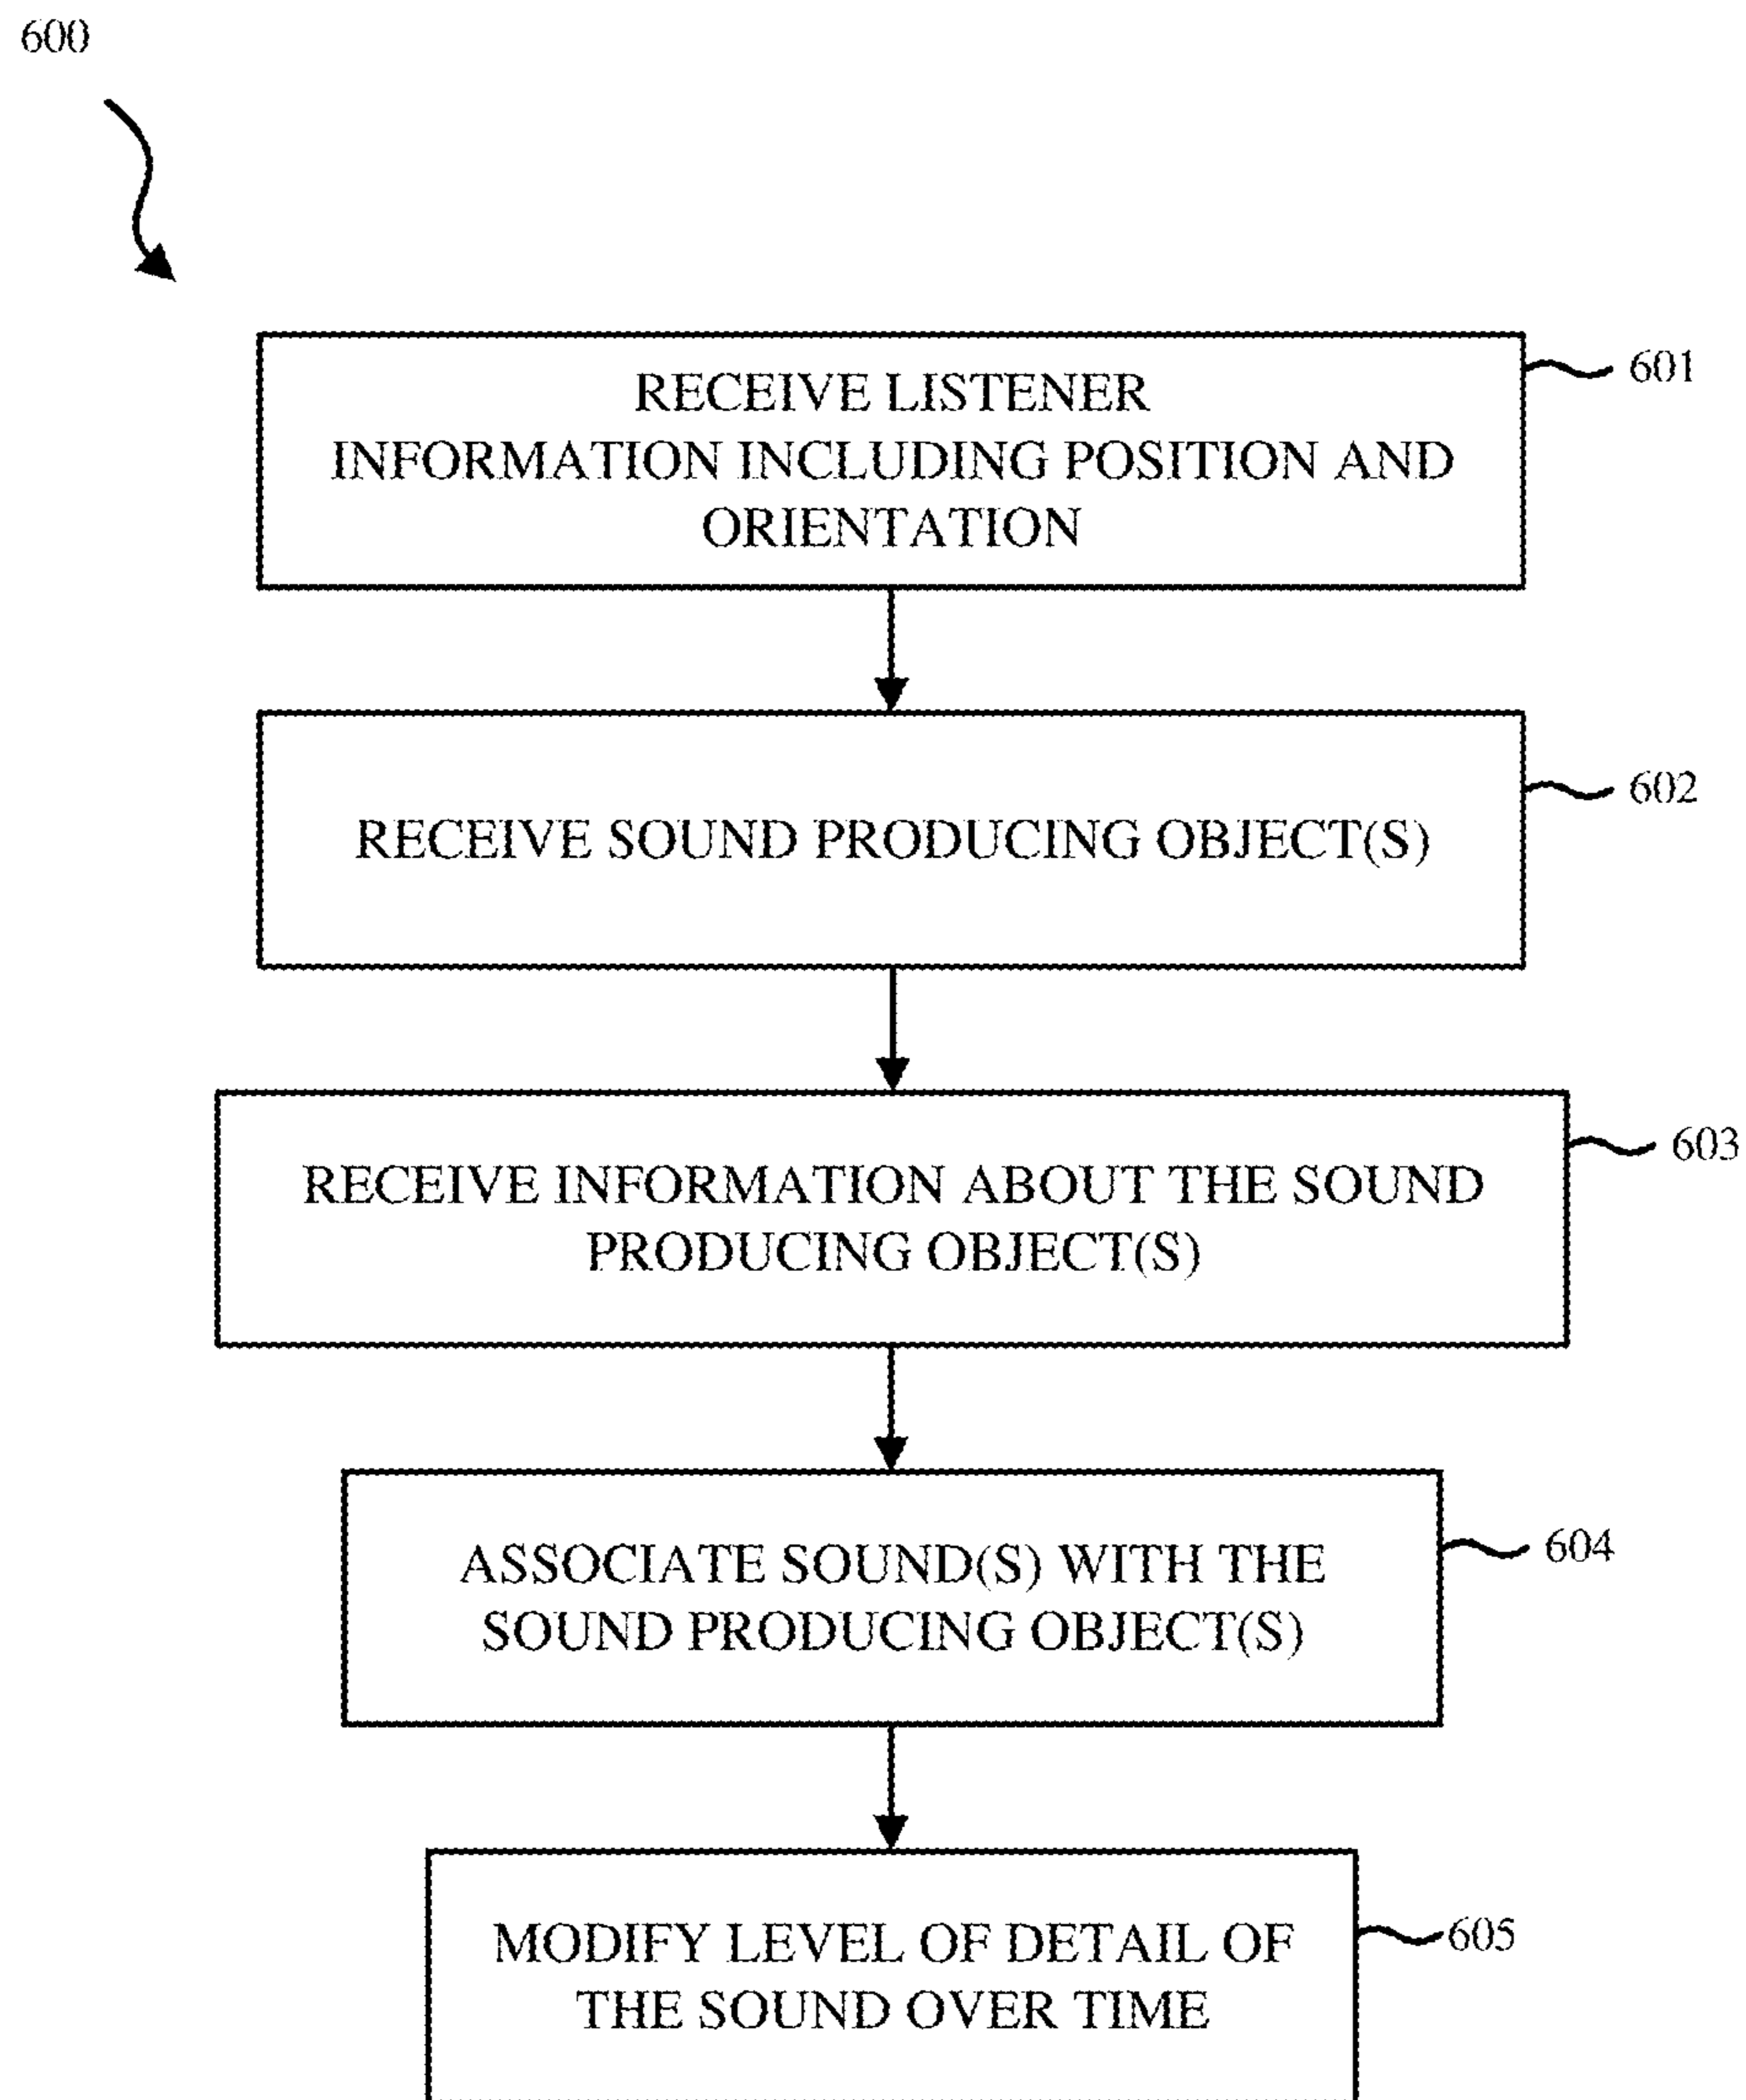 600
RECEIVE LISTENER
INFORMATION INCLUDING POSITION AND
ORIENTATION
601
RECEIVE SOUND PRODUCING OBJECT(S)
602
RECEIVE INFORMATION ABOUT THE SOUND
PRODUCING OBJECT(S)
603
ASSOCIATE SOUND(S) WITH THE
SOUND PRODUCING OBJECT(S)
604
MODIFY LEVEL OF DETAIL OF
THE SOUND OVER TIME
605